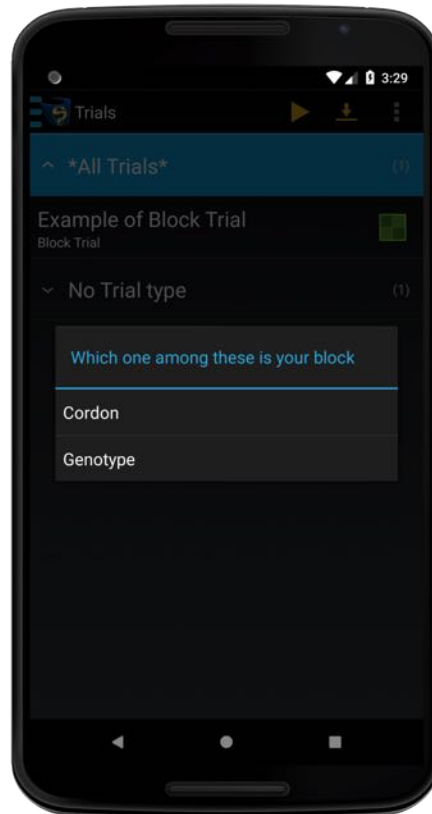 3:29
Trials
*All Trials*
(1)
Example of Block Trial
Block Trial
No Trial type
(1)
Which one among these is your block
Cordon
Genotype